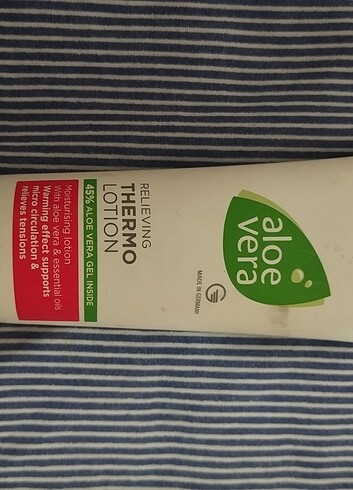 aloe
vera
MADE IN GERMANY
RELIEVING
THERMO
LOTION
45% ALOE VERA GEL INSIDE
Moisturising lotion
With aloe vera & essential oils
Warming effect supports
micro circulation &
relieves tensions